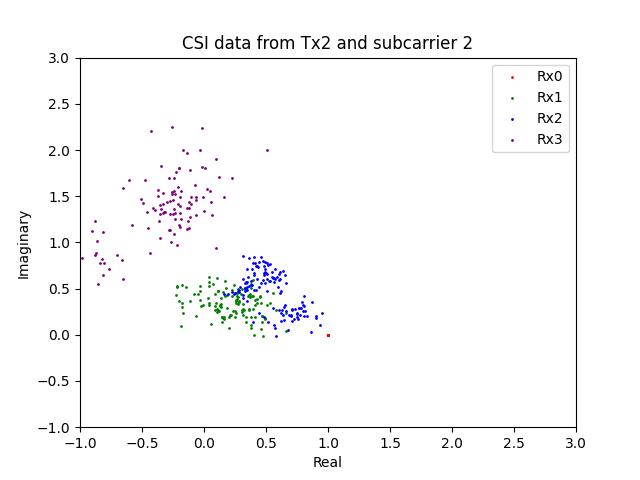 CSI data from Tx2 and subcarrier 2
Rx0
Rx1
Rx2
Rx3
3.0
2.5
2.0
1.5
1.0
0.5
0.0
−0.5
−1.0
Imaginary
−1.0 −0.5 0.0 0.5 1.0 1.5 2.0 2.5 3.0
Real